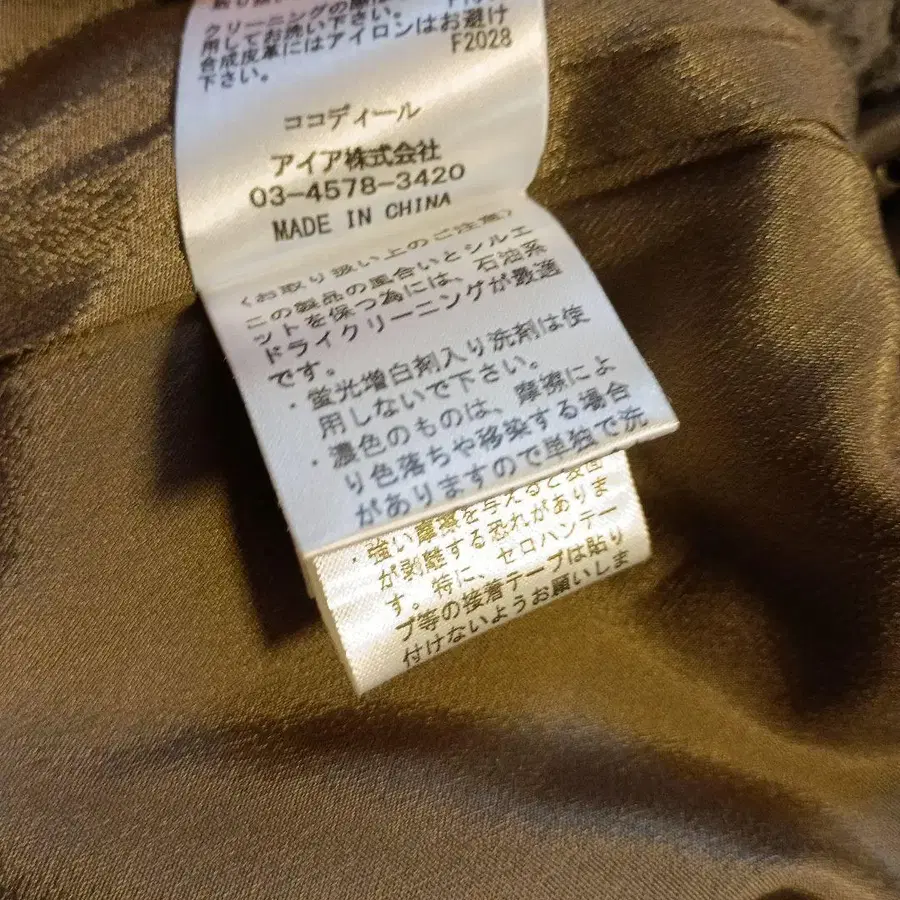 クリーニングの際は
用してお洗い下さい。
合成皮革にはアイロンはお避け
下さい。
F2028
ココディール
アイア株式会社
03-4578-3420
MADE IN CHINA
〈お取り扱い上のご注意〉
この製品の風合いとシルエ
ットを保つ為には、石油系
ドライクリーニングが最適
です。
・蛍光増白剤入り洗剤は使
用しないで下さい。
・濃色のものは、摩擦によ
り色落ちや移染する場合
がありますので単独で洗
・強い摩擦を与えると表面
が剥離する恐れがありま
す。特に、セロハンテー
プ等の接着テープは貼り
付けないようお願いしま